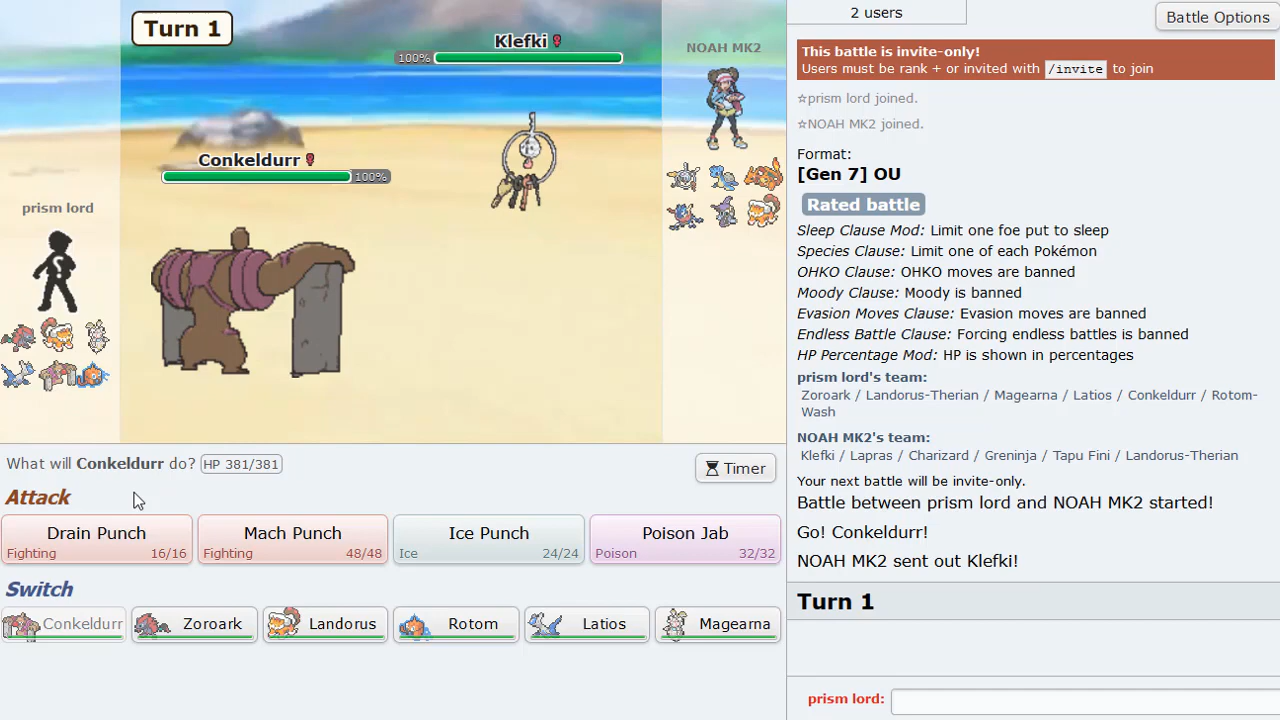 Turn 1
Klefki
100%
Conkeldurr
100%
prism lord
NOAH MK2
What will Conkeldurr do? HP 381/381
Timer
Attack
Drain Punch
Fighting 16/16
Mach Punch
Fighting 48/48
Ice Punch
Ice 24/24
Poison Jab
Poison 32/32
Switch
Conkeldurr
Zoroark
Landorus
Rotom
Latios
Magearna
2 users
Battle Options
This battle is invite-only!
Users must be rank + or invited with /invite to join
☆prism lord joined.
☆NOAH MK2 joined.
Format:
[Gen 7] OU
Rated battle
Sleep Clause Mod: Limit one foe put to sleep
Species Clause: Limit one of each Pokémon
OHKO Clause: OHKO moves are banned
Moody Clause: Moody is banned
Evasion Moves Clause: Evasion moves are banned
Endless Battle Clause: Forcing endless battles is banned
HP Percentage Mod: HP is shown in percentages
prism lord's team:
Zoroark / Landorus-Therian / Magearna / Latios / Conkeldurr / Rotom-
Wash
NOAH MK2's team:
Klefki / Lapras / Charizard / Greninja / Tapu Fini / Landorus-Therian
Your next battle will be invite-only.
Battle between prism lord and NOAH MK2 started!
Go! Conkeldurr!
NOAH MK2 sent out Klefki!
Turn 1
prism lord: